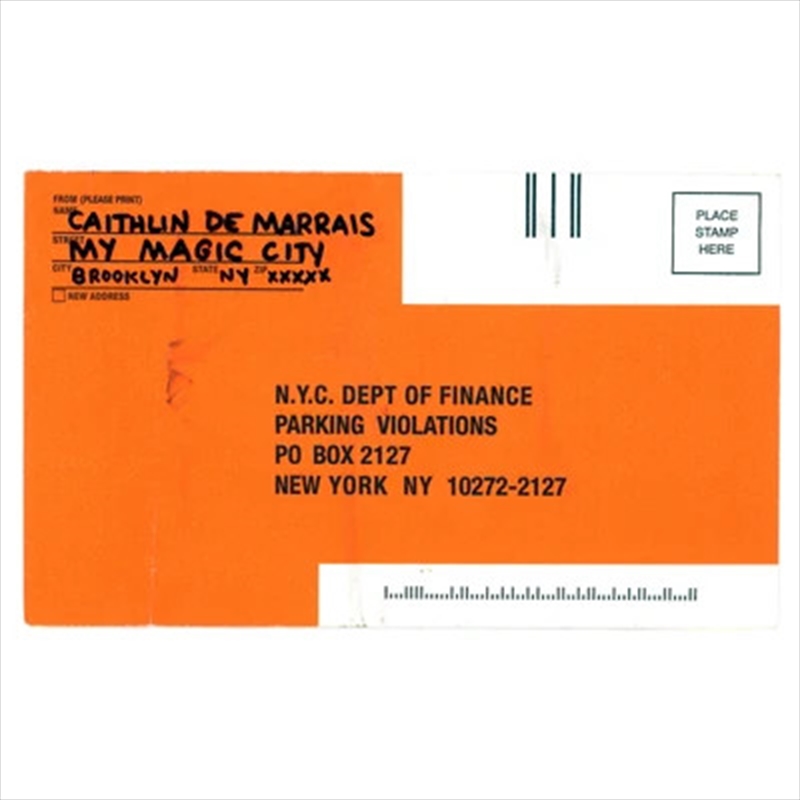 FROM (PLEASE PRINT)
NAME CAITHLIN DE MARRAIS
STREET MY MAGIC CITY
CITY BROOKLYN STATE NY ZIP XXXXX
NEW ADDRESS
PLACE
STAMP
HERE
N.Y.C. DEPT OF FINANCE
PARKING VIOLATIONS
PO BOX 2127
NEW YORK NY 10272-2127